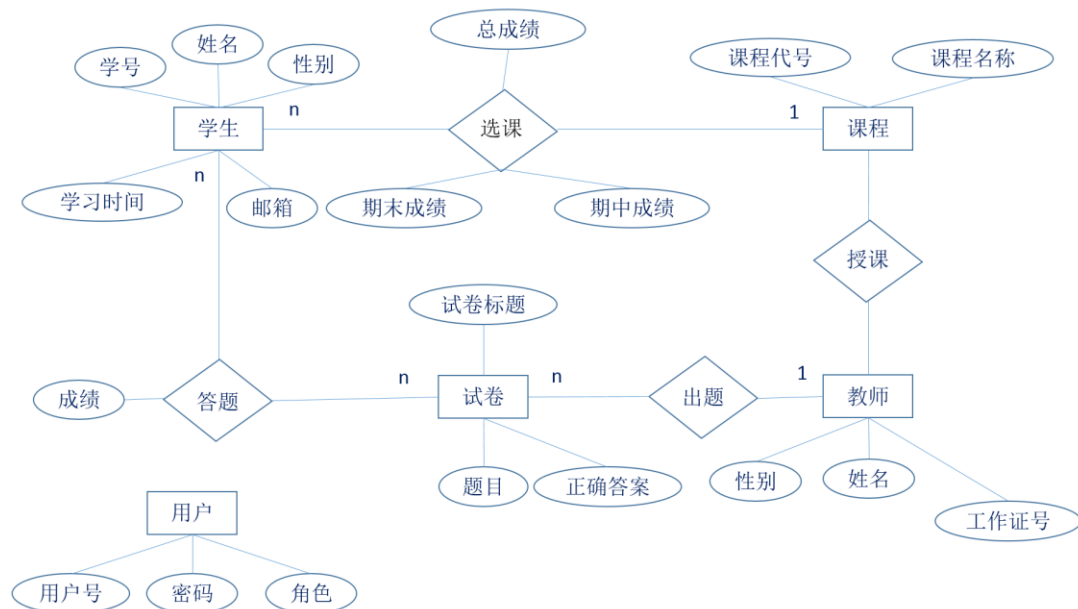 总成绩
姓名
学号
性别
课程代号
课程名称
n
1
学生
选课
课程
n
学习时间
邮箱
期末成绩
期中成绩
授课
试卷标题
n
n
1
成绩
答题
试卷
出题
教师
题目
正确答案
性别
姓名
工作证号
用户
用户号
密码
角色